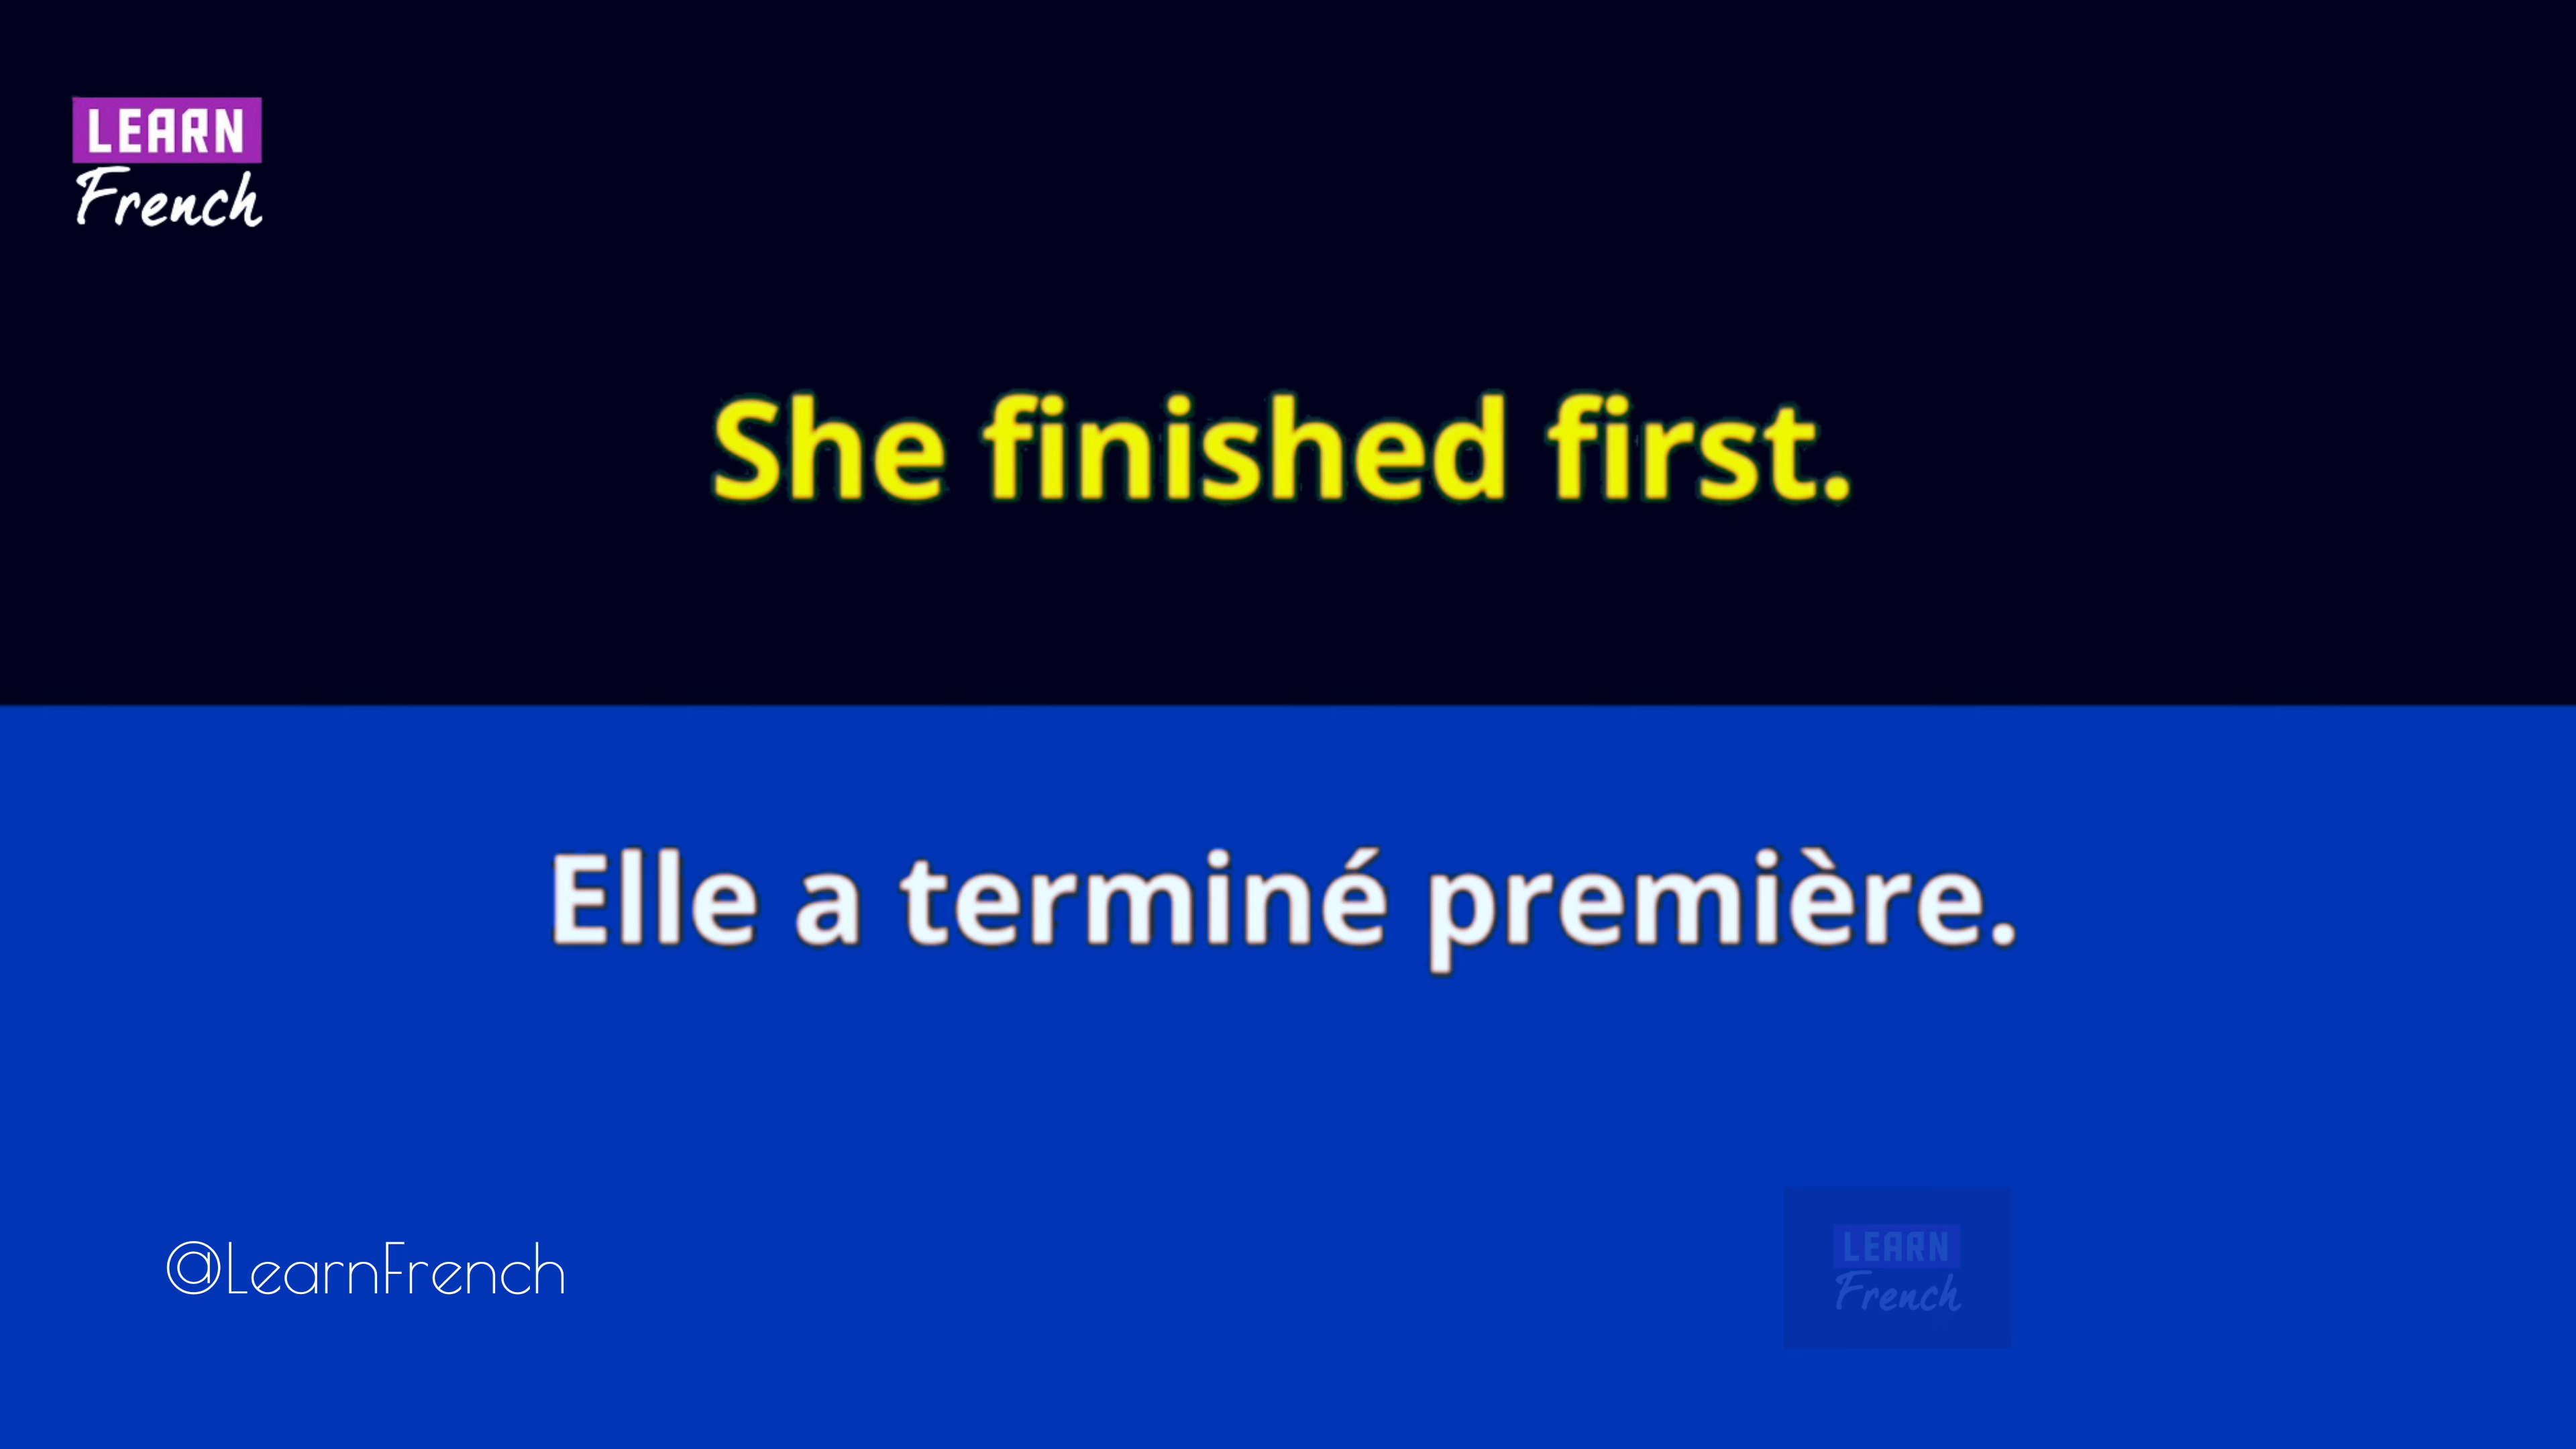 LEARN
French
She finished first.
Elle a terminé première.
@LearnFrench
LEARN
French